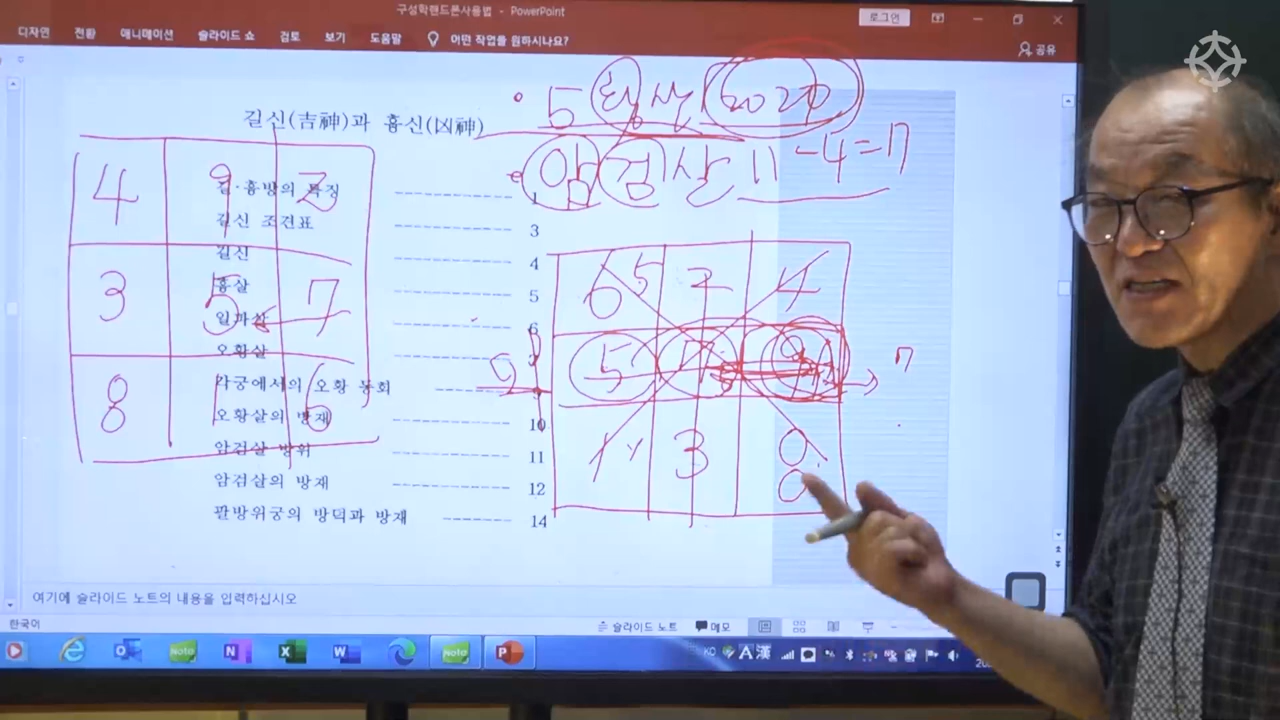 구성학핸드폰사용법 - PowerPoint
로그인
디자인 전환 애니메이션 슬라이드 쇼 검토 보기 도움말 어떤 작업을 원하시나요?
공유
5황살 2020
길신(吉神)과 흉신(凶神)
암검살 11-4=7
길·흉방의 특징 1
길신 조견표 3
길신 4
흉살 5
일파살 6
오황살 7
각궁에서의 오황 동회 9
오황살의 방재 10
암검살 방위 11
암검살의 방재 12
팔방위궁의 방덕과 방재 14
4 9 2
3 5 7
8 1 6
6 5 2 4
5 7 9
7
1 3 8
여기에 슬라이드 노트의 내용을 입력하십시오
한국어
슬라이드 노트 메모
A 漢